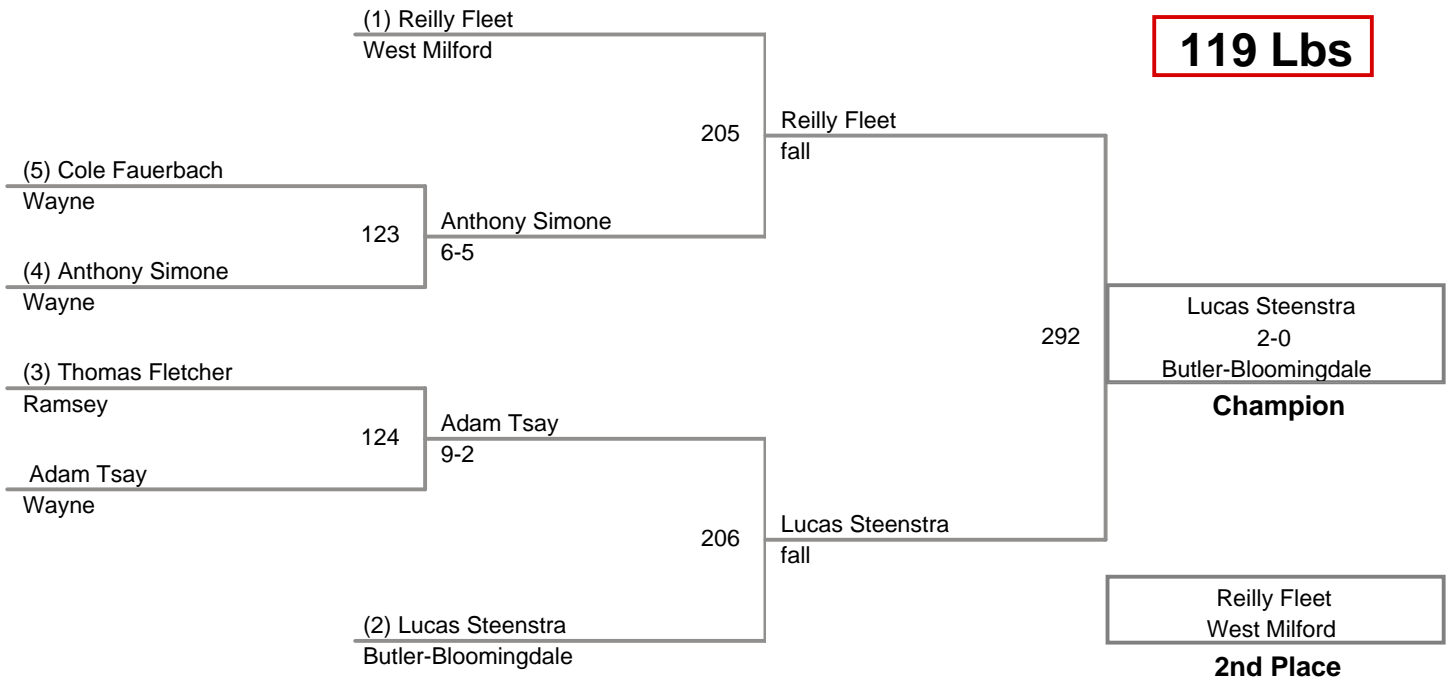 (1) Reilly Fleet
West Milford
119 Lbs
205
Reilly Fleet
fall
(5) Cole Fauerbach
Wayne
123
Anthony Simone
6-5
(4) Anthony Simone
Wayne
292
Lucas Steenstra
2-0
Butler-Bloomingdale
Champion
(3) Thomas Fletcher
Ramsey
124
Adam Tsay
9-2
Adam Tsay
Wayne
206
Lucas Steenstra
fall
(2) Lucas Steenstra
Butler-Bloomingdale
Reilly Fleet
West Milford
2nd Place